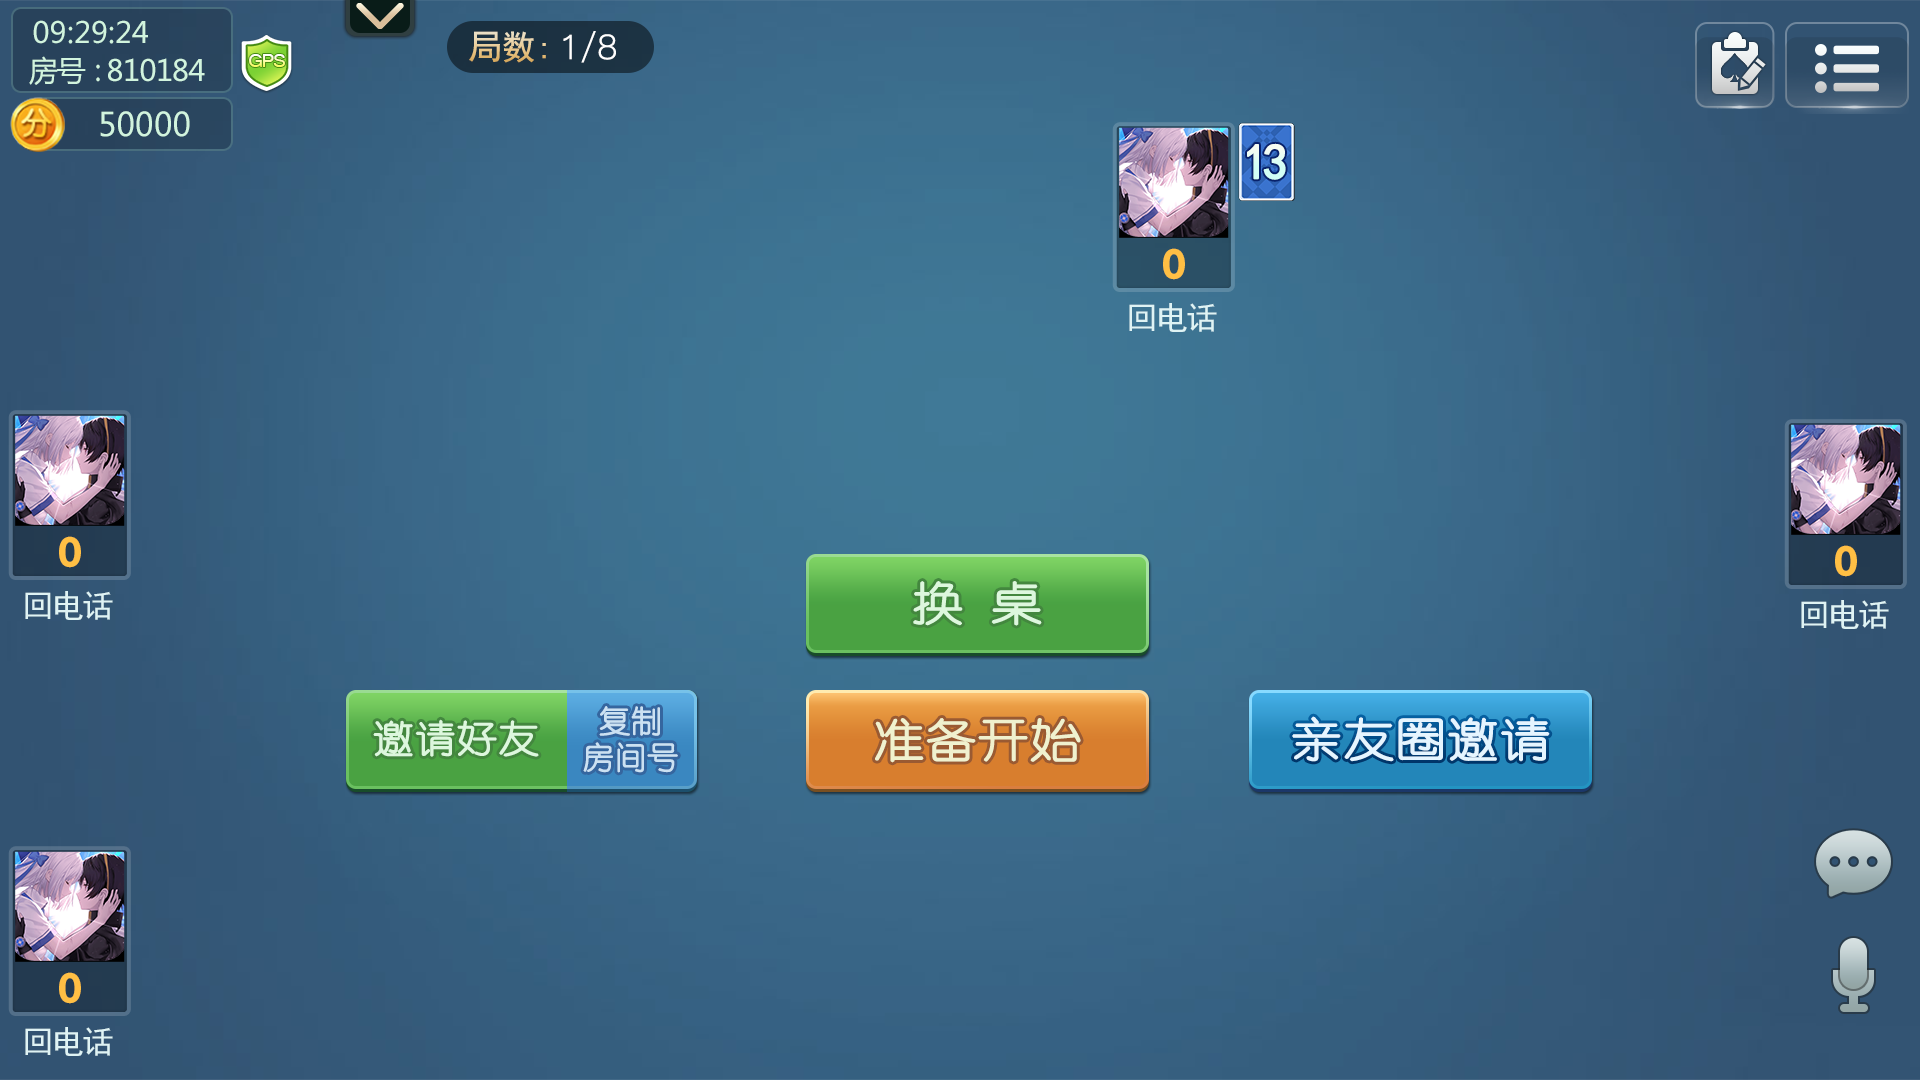 09:29:24
房号:810184
GPS
分 50000
局数: 1/8
13
0
回电话
0
回电话
0
回电话
换 桌
邀请好友
复制
房间号
准备开始
亲友圈邀请
0
回电话